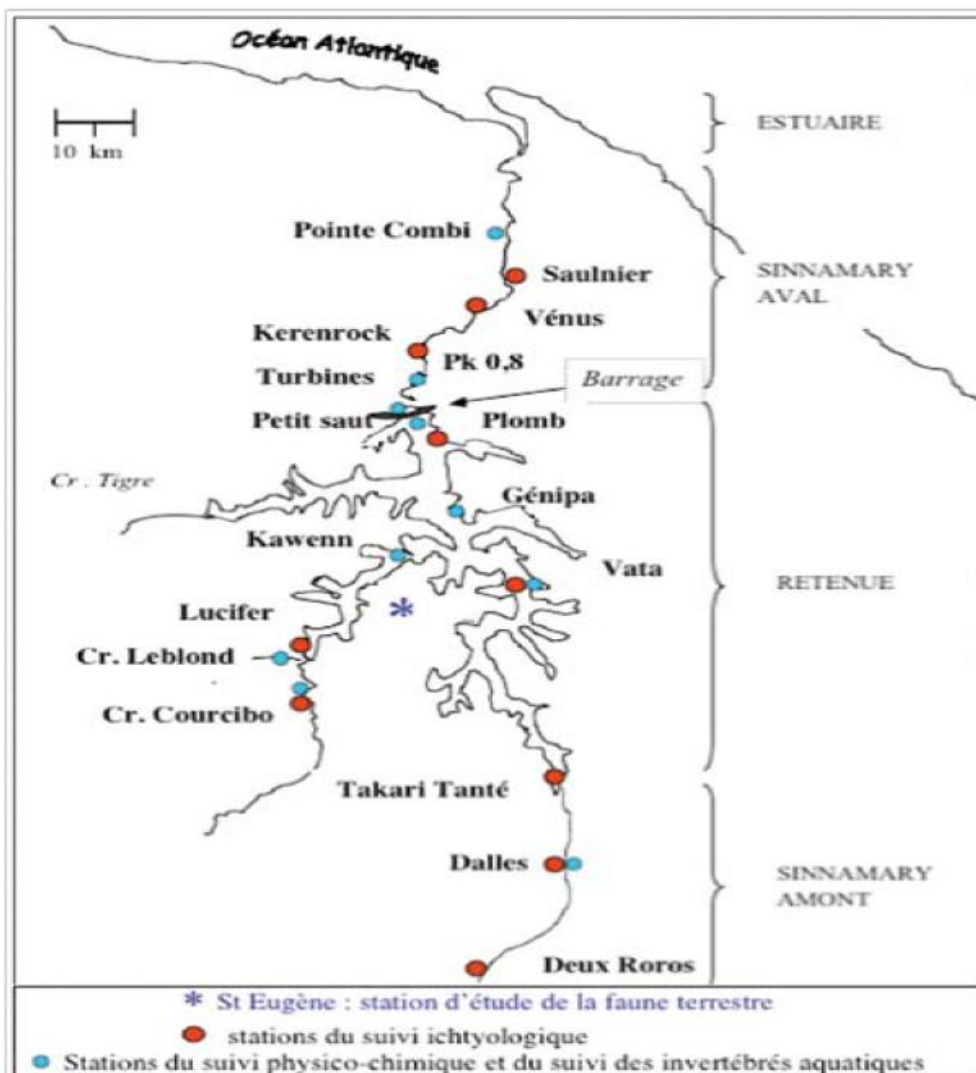 Océan Atlantique
ESTUAIRE
10 km
Pointe Combi
Saulnier
SINNAMARY
AVAL
Vénus
Kerenrock
Pk 0,8
Turbines
Barrage
Petit saut
Plomb
Cr . Tigre
Génipa
Kawenn
Vata
RETENUE
Lucifer
Cr. Leblond
Cr. Courcibo
Takari Tanté
Dalles
SINNAMARY
AMONT
Deux Roros
* St Eugène : station d'étude de la faune terrestre
stations du suivi ichtyologique
Stations du suivi physico-chimique et du suivi des invertébrés aquatiques